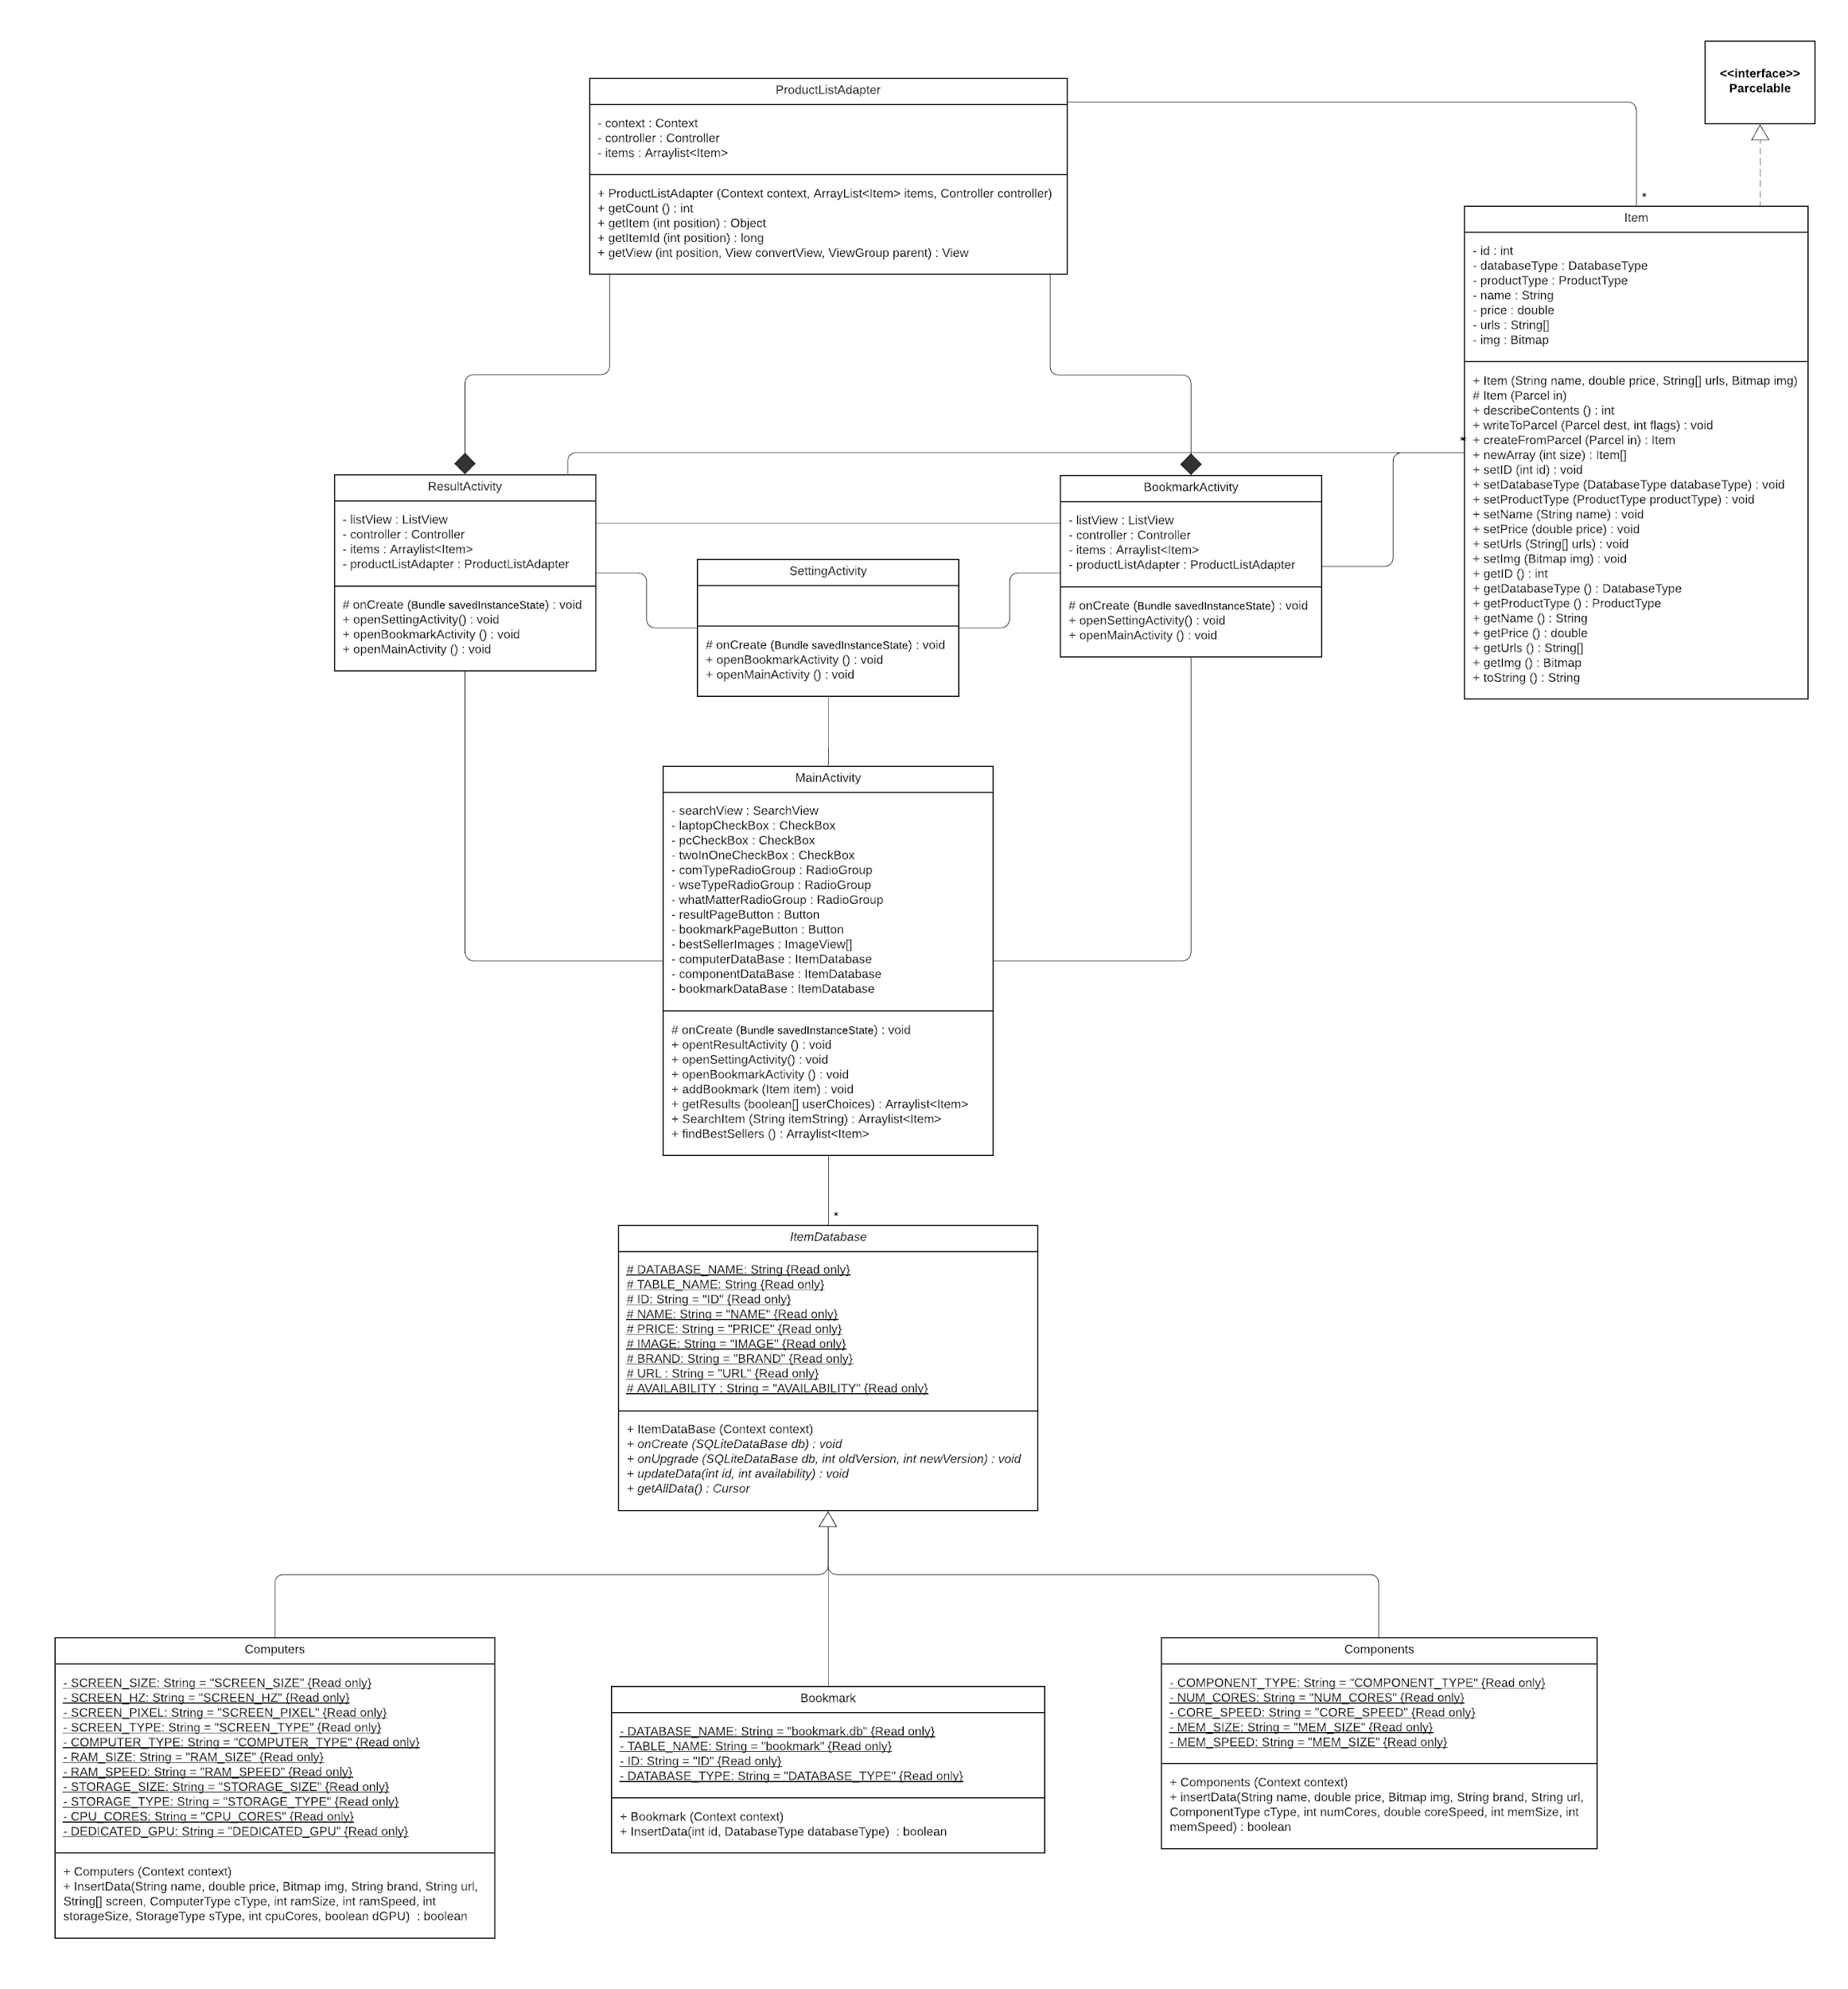 <<interface>>
Parcelable
ProductListAdapter
- context : Context
- controller : Controller
- items : Arraylist<Item>
+ ProductListAdapter (Context context, ArrayList<Item> items, Controller controller)
+ getCount () : int
+ getItem (int position) : Object
+ getItemId (int position) : long
+ getView (int position, View convertView, ViewGroup parent) : View
*
Item
- id : int
- databaseType : DatabaseType
- productType : ProductType
- name : String
- price : double
- urls : String[]
- img : Bitmap
+ Item (String name, double price, String[] urls, Bitmap img)
# Item (Parcel in)
+ describeContents () : int
+ writeToParcel (Parcel dest, int flags) : void
+ createFromParcel (Parcel in) : Item
+ newArray (int size) : Item[]
+ setID (int id) : void
+ setDatabaseType (DatabaseType databaseType) : void
+ setProductType (ProductType productType) : void
+ setName (String name) : void
+ setPrice (double price) : void
+ setUrls (String[] urls) : void
+ setImg (Bitmap img) : void
+ getID () : int
+ getDatabaseType () : DatabaseType
+ getProductType () : ProductType
+ getName () : String
+ getPrice () : double
+ getUrls () : String[]
+ getImg () : Bitmap
+ toString () : String
*
ResultActivity
- listView : ListView
- controller : Controller
- items : Arraylist<Item>
- productListAdapter : ProductListAdapter
# onCreate (Bundle savedInstanceState) : void
+ openSettingActivity() : void
+ openBookmarkActivity () : void
+ openMainActivity () : void
BookmarkActivity
- listView : ListView
- controller : Controller
- items : Arraylist<Item>
- productListAdapter : ProductListAdapter
# onCreate (Bundle savedInstanceState) : void
+ openSettingActivity() : void
+ openMainActivity () : void
SettingActivity
# onCreate (Bundle savedInstanceState) : void
+ openBookmarkActivity () : void
+ openMainActivity () : void
MainActivity
- searchView : SearchView
- laptopCheckBox : CheckBox
- pcCheckBox : CheckBox
- twoInOneCheckBox : CheckBox
- comTypeRadioGroup : RadioGroup
- wseTypeRadioGroup : RadioGroup
- whatMatterRadioGroup : RadioGroup
- resultPageButton : Button
- bookmarkPageButton : Button
- bestSellerImages : ImageView[]
- computerDataBase : ItemDatabase
- componentDataBase : ItemDatabase
- bookmarkDataBase : ItemDatabase
# onCreate (Bundle savedInstanceState) : void
+ opentResultActivity () : void
+ openSettingActivity() : void
+ openBookmarkActivity () : void
+ addBookmark (Item item) : void
+ getResults (boolean[] userChoices) : Arraylist<Item>
+ SearchItem (String itemString) : Arraylist<Item>
+ findBestSellers () : Arraylist<Item>
*
ItemDatabase
# DATABASE_NAME: String {Read only}
# TABLE_NAME: String {Read only}
# ID: String = "ID" {Read only}
# NAME: String = "NAME" {Read only}
# PRICE: String = "PRICE" {Read only}
# IMAGE: String = "IMAGE" {Read only}
# BRAND: String = "BRAND" {Read only}
# URL : String = "URL" {Read only}
# AVAILABILITY : String = "AVAILABILITY" {Read only}
+ ItemDataBase (Context context)
+ onCreate (SQLiteDataBase db) : void
+ onUpgrade (SQLiteDataBase db, int oldVersion, int newVersion) : void
+ updateData(int id, int availability) : void
+ getAllData() : Cursor
Computers
- SCREEN_SIZE: String = "SCREEN_SIZE" {Read only}
- SCREEN_HZ: String = "SCREEN_HZ" {Read only}
- SCREEN_PIXEL: String = "SCREEN_PIXEL" {Read only}
- SCREEN_TYPE: String = "SCREEN_TYPE" {Read only}
- COMPUTER_TYPE: String = "COMPUTER_TYPE" {Read only}
- RAM_SIZE: String = "RAM_SIZE" {Read only}
- RAM_SPEED: String = "RAM_SPEED" {Read only}
- STORAGE_SIZE: String = "STORAGE_SIZE" {Read only}
- STORAGE_TYPE: String = "STORAGE_TYPE" {Read only}
- CPU_CORES: String = "CPU_CORES" {Read only}
- DEDICATED_GPU: String = "DEDICATED_GPU" {Read only}
+ Computers (Context context)
+ InsertData(String name, double price, Bitmap img, String brand, String url,
String[] screen, ComputerType cType, int ramSize, int ramSpeed, int
storageSize, StorageType sType, int cpuCores, boolean dGPU) : boolean
Bookmark
- DATABASE_NAME: String = "bookmark.db" {Read only}
- TABLE_NAME: String = "bookmark" {Read only}
- ID: String = "ID" {Read only}
- DATABASE_TYPE: String = "DATABASE_TYPE" {Read only}
+ Bookmark (Context context)
+ InsertData(int id, DatabaseType databaseType) : boolean
Components
- COMPONENT_TYPE: String = "COMPONENT_TYPE" {Read only}
- NUM_CORES: String = "NUM_CORES" {Read only}
- CORE_SPEED: String = "CORE_SPEED" {Read only}
- MEM_SIZE: String = "MEM_SIZE" {Read only}
- MEM_SPEED: String = "MEM_SIZE" {Read only}
+ Components (Context context)
+ insertData(String name, double price, Bitmap img, String brand, String url,
ComponentType cType, int numCores, double coreSpeed, int memSize, int
memSpeed) : boolean